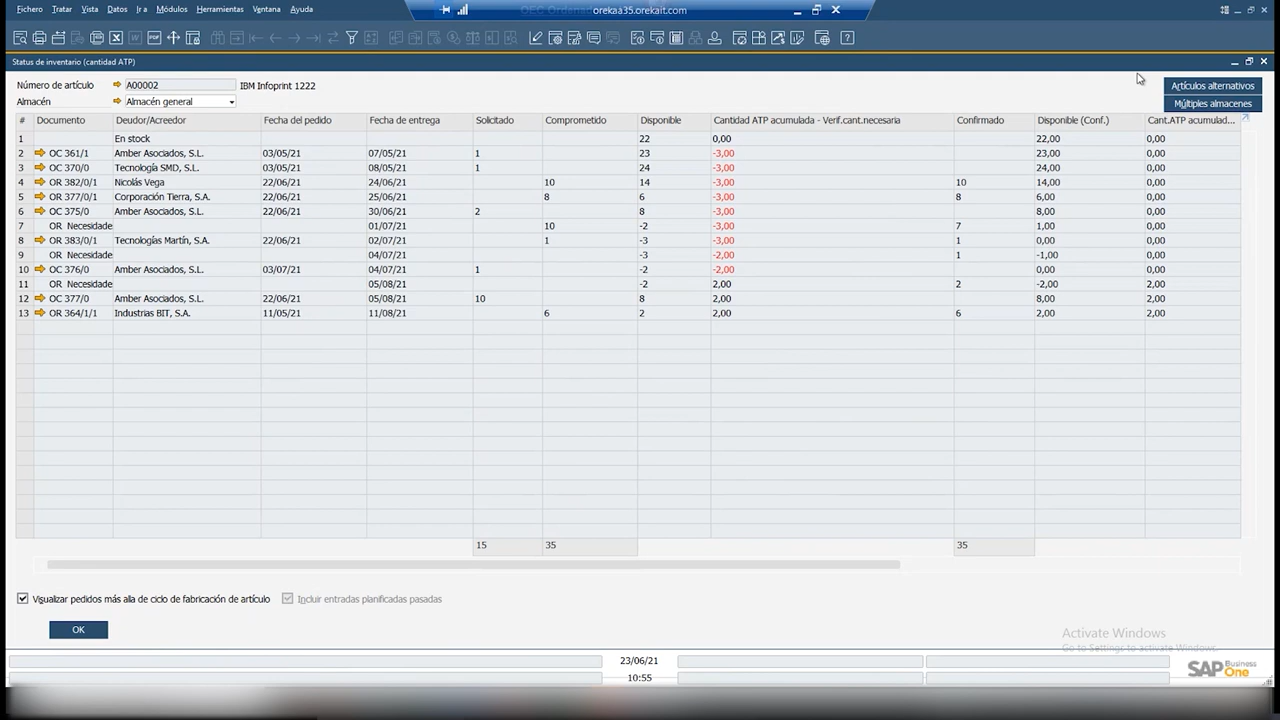 Fichero Tratar Vista Datos Ir a Módulos Herramientas Ventana Ayuda
orekaa35.orekait.com
Status de inventario (cantidad ATP)
Número de artículo A00002 IBM Infoprint 1222
Almacén Almacén general
Artículos alternativos
Múltiples almacenes
# Documento Deudor/Acreedor Fecha del pedido Fecha de entrega Solicitado Comprometido Disponible Cantidad ATP acumulada - Verif.cant.necesaria Confirmado Disponible (Conf.) Cant.ATP acumulad...
1 En stock 22 0,00 22,00 0,00
2 OC 361/1 Amber Asociados, S.L. 03/05/21 07/05/21 1 23 -3,00 23,00 0,00
3 OC 370/0 Tecnología SMD, S.L. 03/05/21 08/05/21 1 24 -3,00 24,00 0,00
4 OR 382/0/1 Nicolás Vega 22/06/21 24/06/21 10 14 -3,00 10 14,00 0,00
5 OR 377/0/1 Corporación Tierra, S.A. 22/06/21 25/06/21 8 6 -3,00 8 6,00 0,00
6 OC 375/0 Amber Asociados, S.L. 22/06/21 30/06/21 2 8 -3,00 8,00 0,00
7 OR Necesidade 01/07/21 10 -2 -3,00 7 1,00 0,00
8 OR 383/0/1 Tecnologías Martín, S.A. 22/06/21 02/07/21 1 -3 -3,00 1 0,00 0,00
9 OR Necesidade 04/07/21 -3 -2,00 1 -1,00 0,00
10 OC 376/0 Amber Asociados, S.L. 03/07/21 04/07/21 1 -2 -2,00 0,00 0,00
11 OR Necesidade 05/08/21 -2 2,00 2 -2,00 2,00
12 OC 377/0 Amber Asociados, S.L. 22/06/21 05/08/21 10 8 2,00 8,00 2,00
13 OR 364/1/1 Industrias BIT, S.A. 11/05/21 11/08/21 6 2 2,00 6 2,00 2,00
15 35 35
Visualizar pedidos más alla de ciclo de fabricación de artículo Incluir entradas planificadas pasadas
OK
Activate Windows
Go to Settings to activate Windows.
23/06/21
10:55
SAP Business One